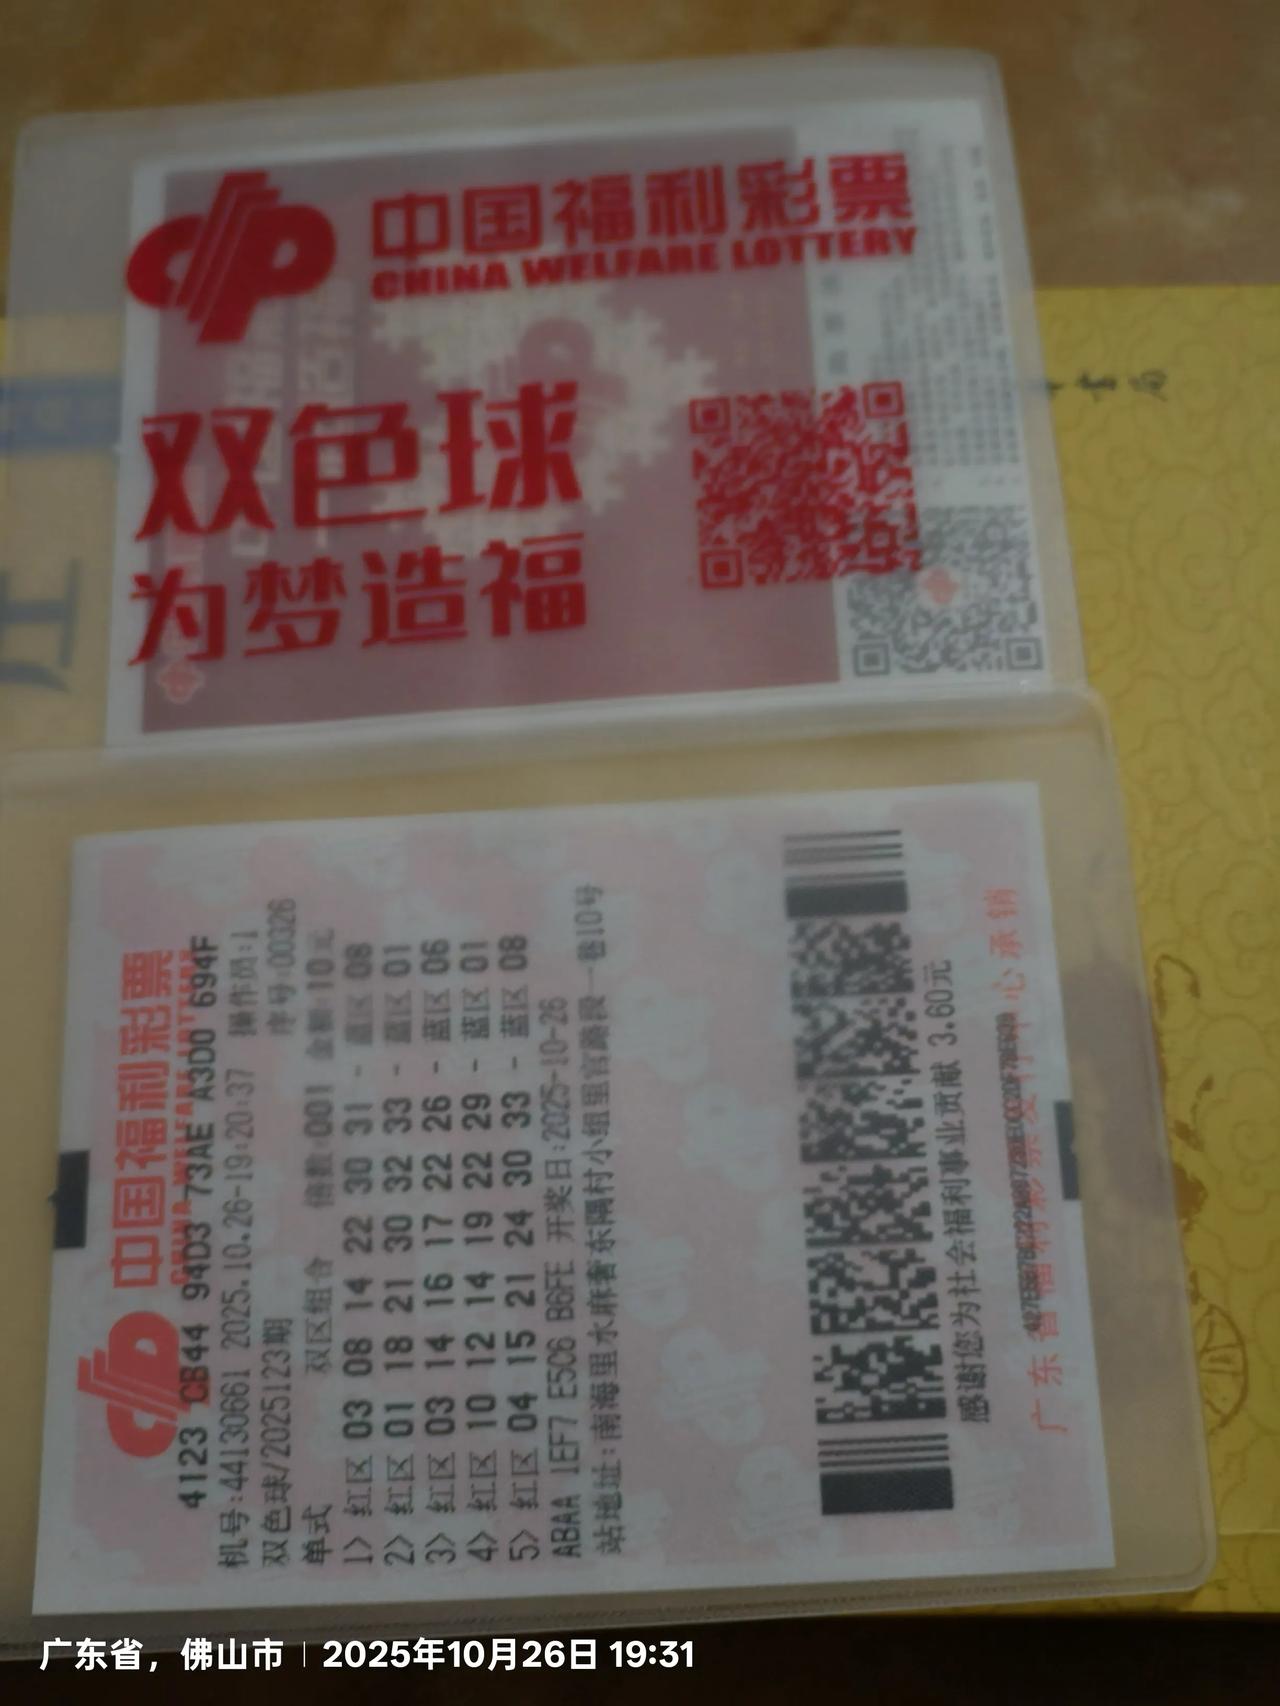 中国福利彩票
CHINA WELFARE LOTTERY
双色球
为梦造福
中国福利彩票
4123 CB44 94D3 73AE A3D0 694F
机号:44130661 2025.10.26-19:20:37 操作员:1
双色球/2025123期 序号:00326
单式 双区组合 倍数:001 金额:10元
1> 红区 03 08 14 22 30 31 - 蓝区 08
2> 红区 01 18 21 30 32 33 - 蓝区 01
3> 红区 03 14 16 17 22 26 - 蓝区 06
4> 红区 10 12 14 19 22 29 - 蓝区 01
5> 红区 04 15 21 24 30 33 - 蓝区 08
ABAA 1EF7 E5C6 B6FE 开奖日:2025-10-26
站地址:南海里水麻奢东隅村小组里官路段一巷10号
感谢您为社会福利事业贡献 3.60元
广东省福利彩票发行中心承销
广东省，佛山市 | 2025年10月26日 19:31